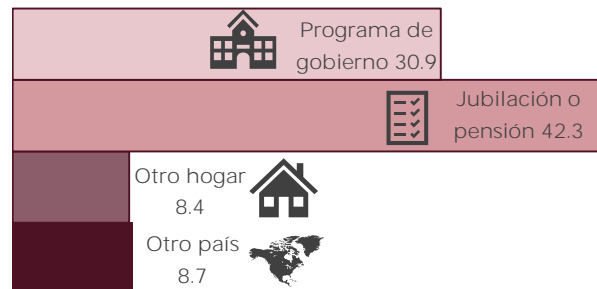 Programa de
gobierno 30.9
Jubilación o
pensión 42.3
Otro hogar
8.4
Otro país
8.7